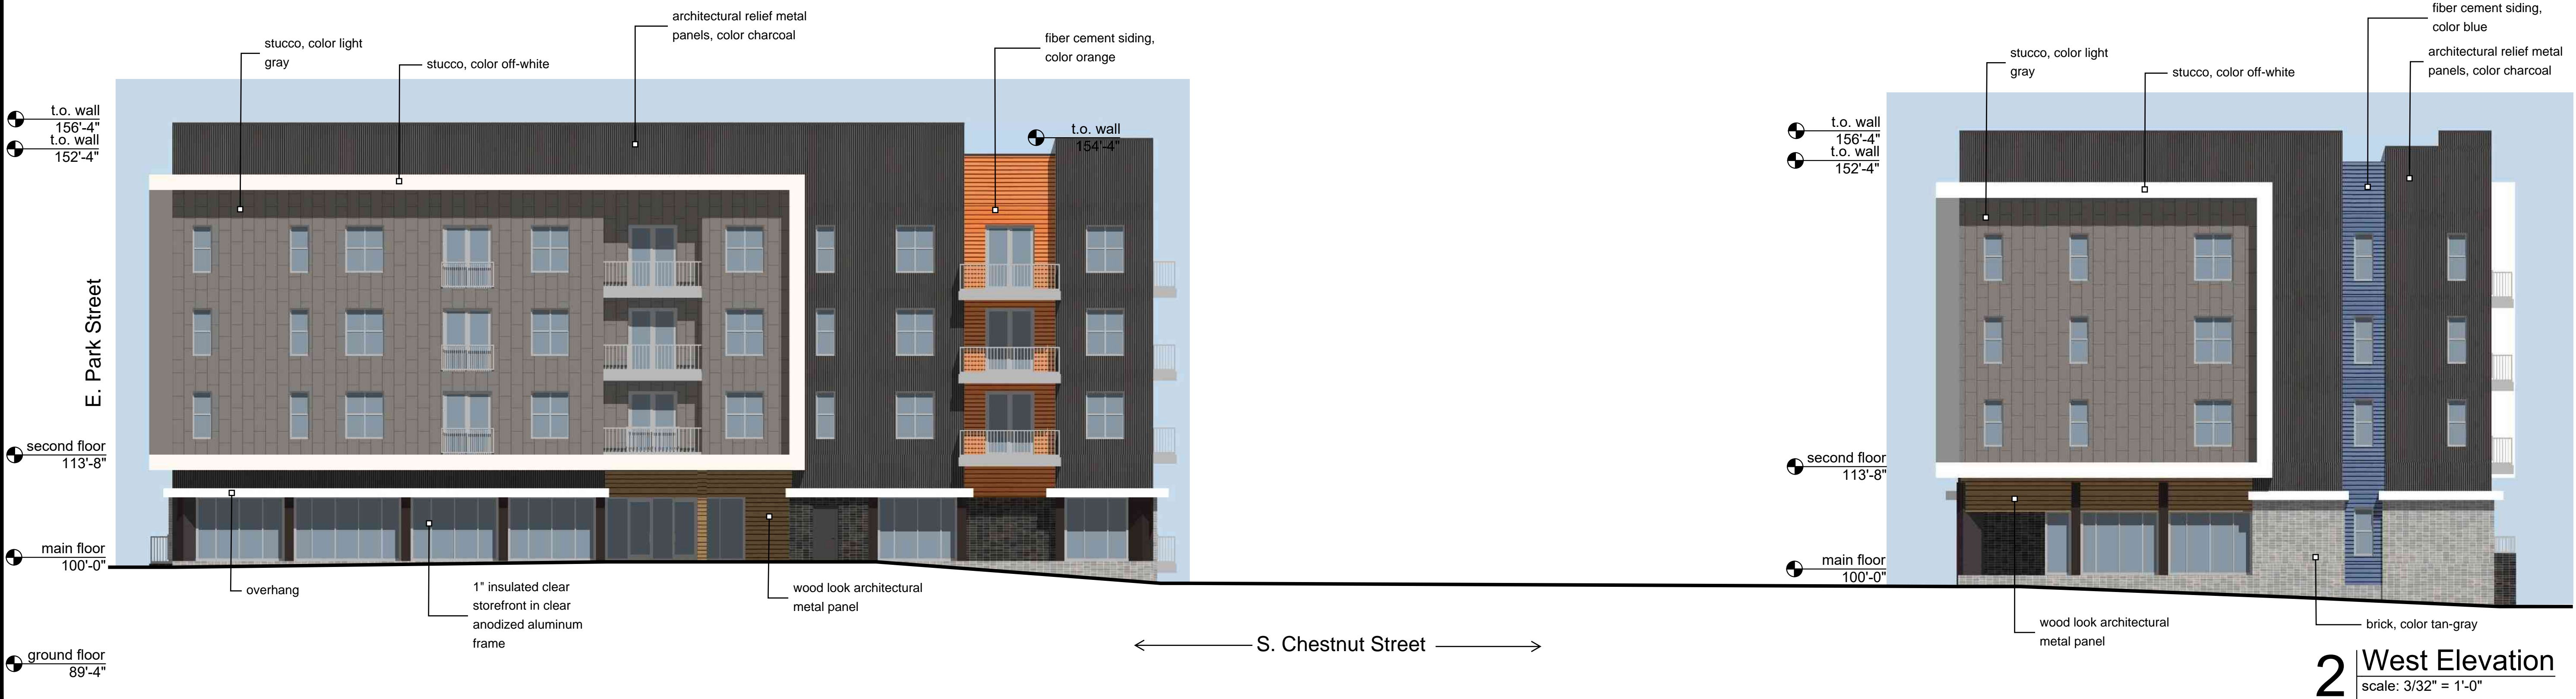 architectural relief metal
panels, color charcoal
stucco, color light
gray
stucco, color off-white
fiber cement siding,
color orange
t.o. wall
156'-4"
t.o. wall
152'-4"
t.o. wall
154'-4"
E. Park Street
second floor
113'-8"
main floor
100'-0"
ground floor
89'-4"
overhang
1" insulated clear
storefront in clear
anodized aluminum
frame
wood look architectural
metal panel
S. Chestnut Street
fiber cement siding,
color blue
stucco, color light
gray
stucco, color off-white
architectural relief metal
panels, color charcoal
t.o. wall
156'-4"
t.o. wall
152'-4"
second floor
113'-8"
main floor
100'-0"
wood look architectural
metal panel
brick, color tan-gray
2 West Elevation
scale: 3/32" = 1'-0"